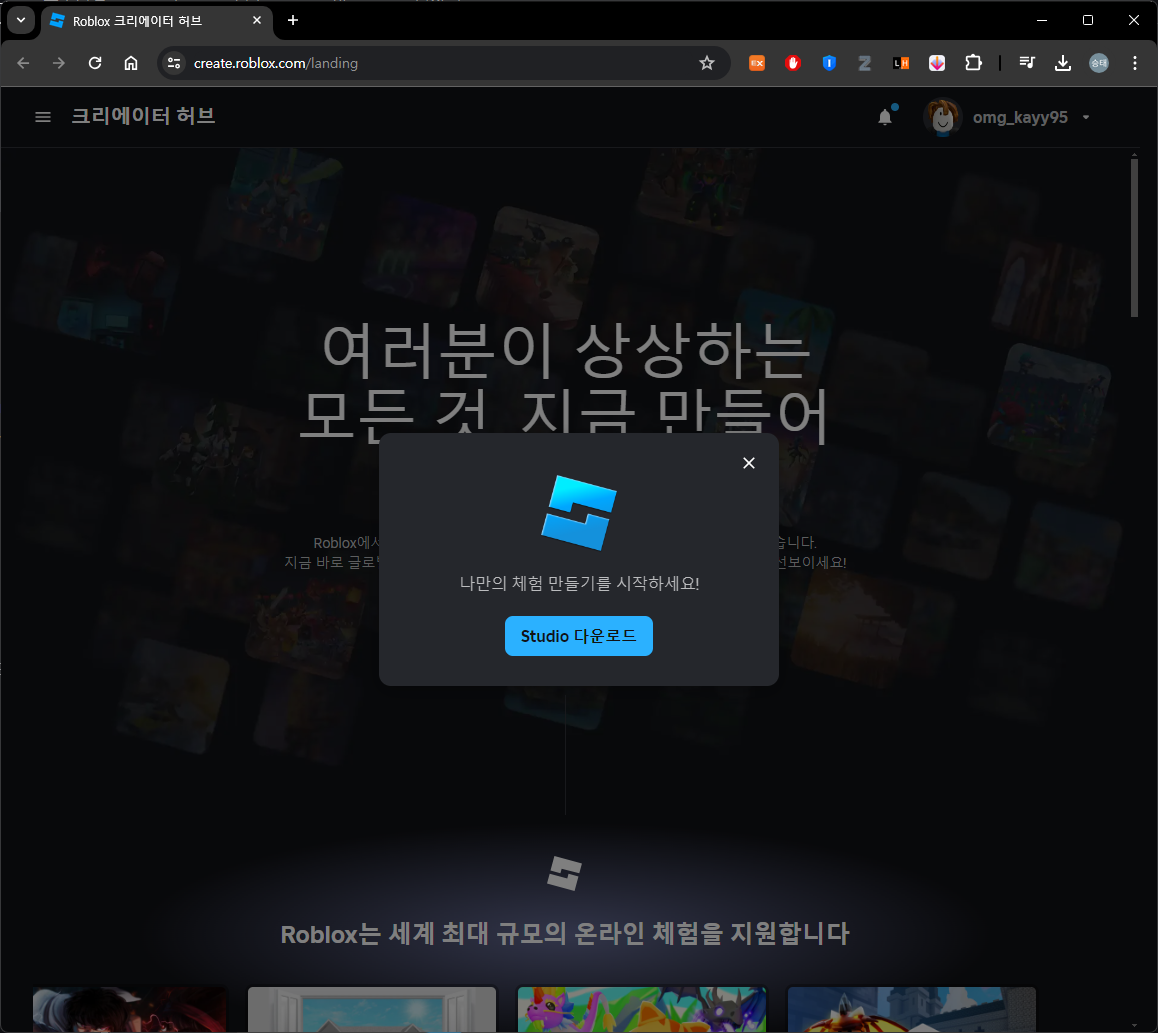 Roblox 크리에이터 허브
create.roblox.com/landing
EX
I
Z
LH
승태
크리에이터 허브
omg_kayy95
여러분이 상상하는
모든 것, 지금 만들어
Roblox에서
습니다.
지금 바로 글로벌
선보이세요!
나만의 체험 만들기를 시작하세요!
Studio 다운로드
Roblox는 세계 최대 규모의 온라인 체험을 지원합니다